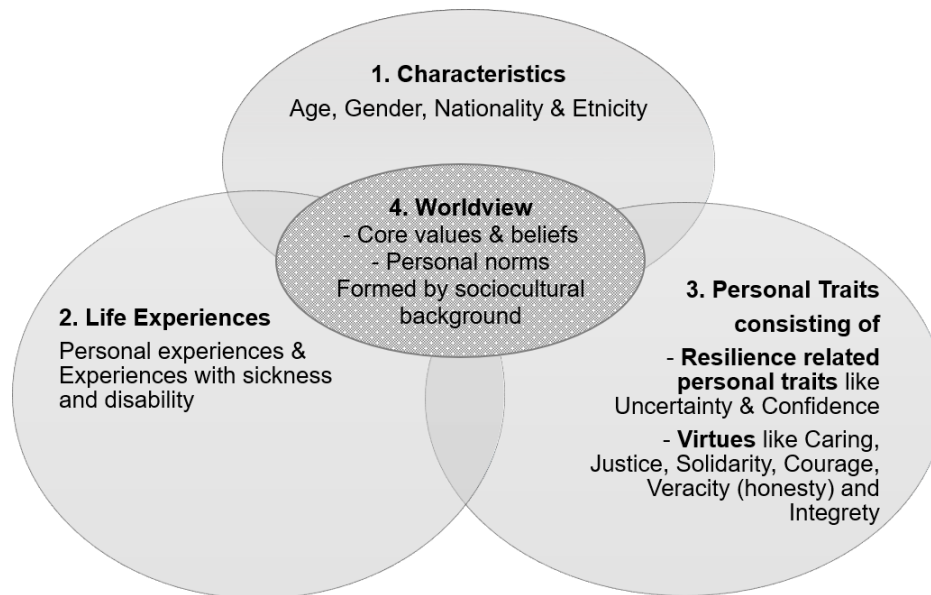 1. Characteristics
Age, Gender, Nationality & Etnicity
4. Worldview
- Core values & beliefs
- Personal norms
Formed by sociocultural
background
2. Life Experiences
Personal experiences &
Experiences with sickness
and disability
3. Personal Traits
consisting of
- Resilience related
personal traits like
Uncertainty & Confidence
- Virtues like Caring,
Justice, Solidarity, Courage,
Veracity (honesty) and
Integrety